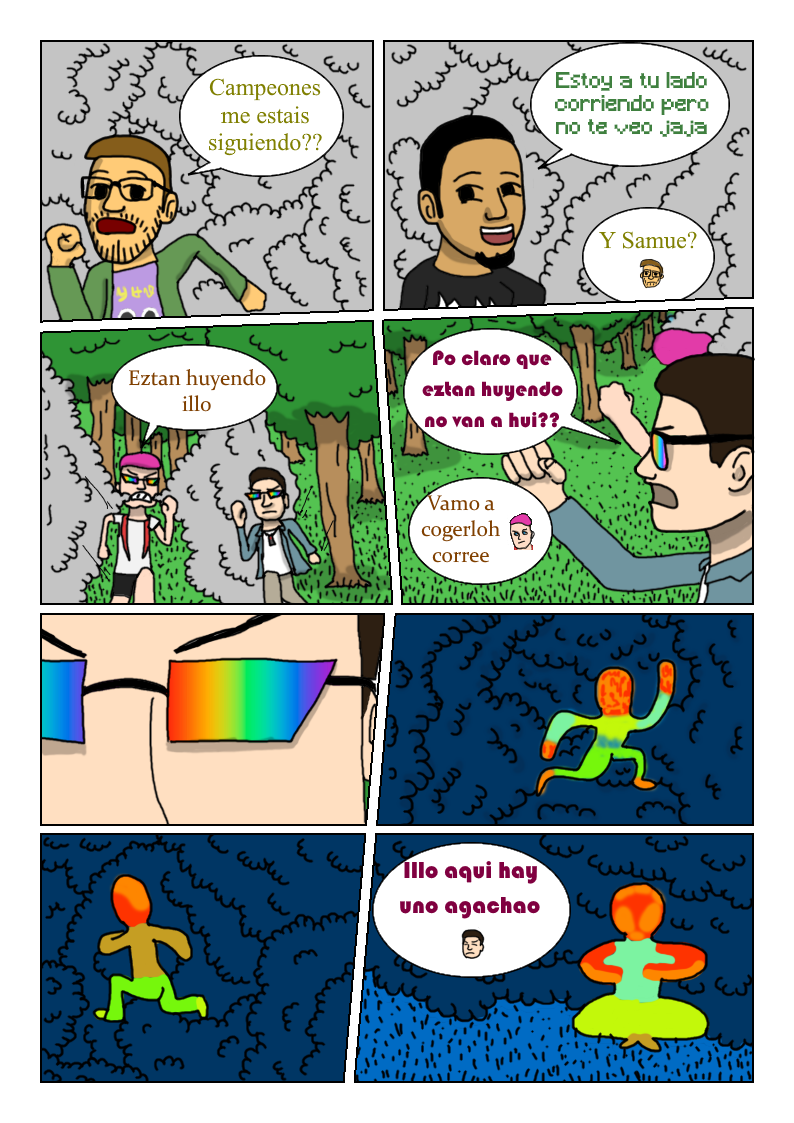 Campeones
me estais
siguiendo??
Estoy a tu lado
corriendo pero
no te veo jaja
Y Samue?
Eztan huyendo
illo
Po claro que
eztan huyendo
no van a hui??
Vamo a
cogerloh
corree
Illo aqui hay
uno agachao